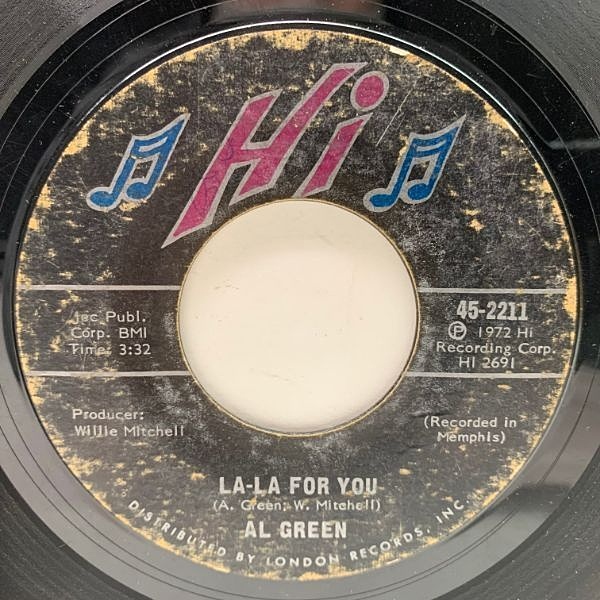 Hi
Jec Publ.
Corp. BMI
Time: 3:32
45-2211
℗ 1972 Hi
Recording Corp.
HI 2691
Producer:
Willie Mitchell
(Recorded in
Memphis)
LA-LA FOR YOU
(A. Green; W. Mitchell)
AL GREEN
DISTRIBUTED BY LONDON RECORDS, INC.